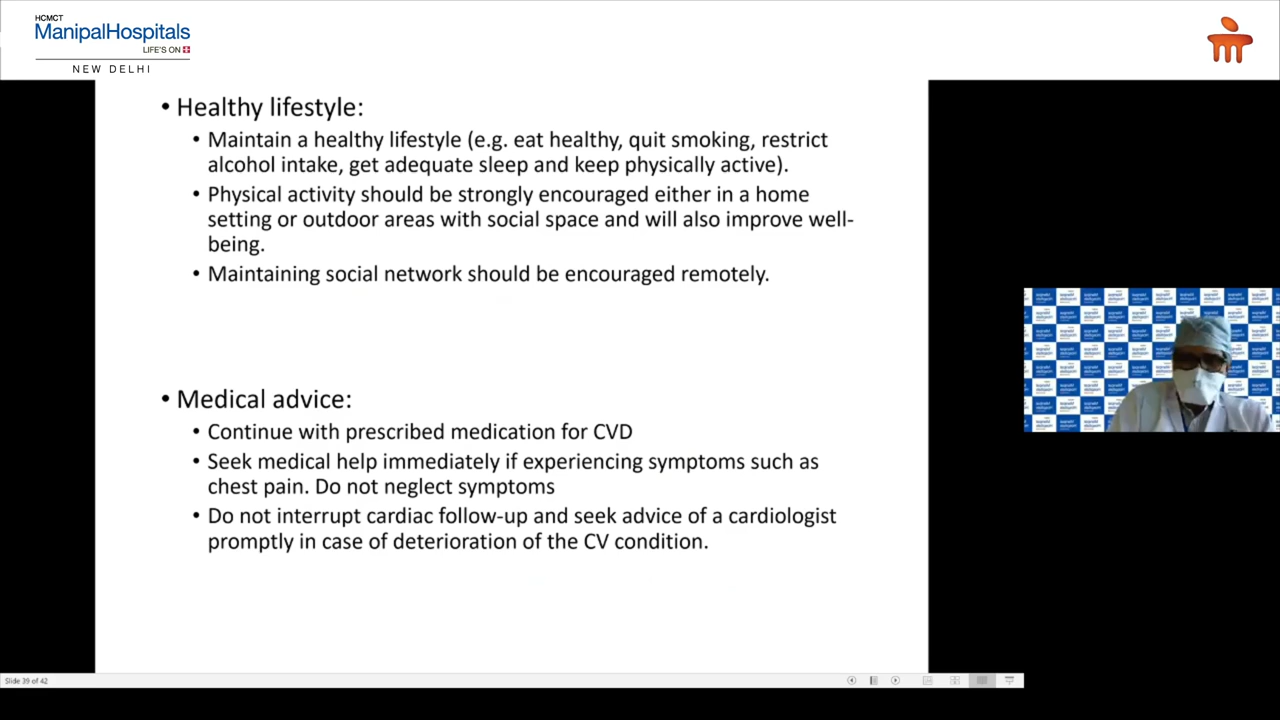 HCMCT
ManipalHospitals
LIFE'S ON
NEW DELHI
• Healthy lifestyle:
• Maintain a healthy lifestyle (e.g. eat healthy, quit smoking, restrict
alcohol intake, get adequate sleep and keep physically active).
• Physical activity should be strongly encouraged either in a home
setting or outdoor areas with social space and will also improve well-
being.
• Maintaining social network should be encouraged remotely.
• Medical advice:
• Continue with prescribed medication for CVD
• Seek medical help immediately if experiencing symptoms such as
chest pain. Do not neglect symptoms
• Do not interrupt cardiac follow-up and seek advice of a cardiologist
promptly in case of deterioration of the CV condition.
Slide 39 of 42